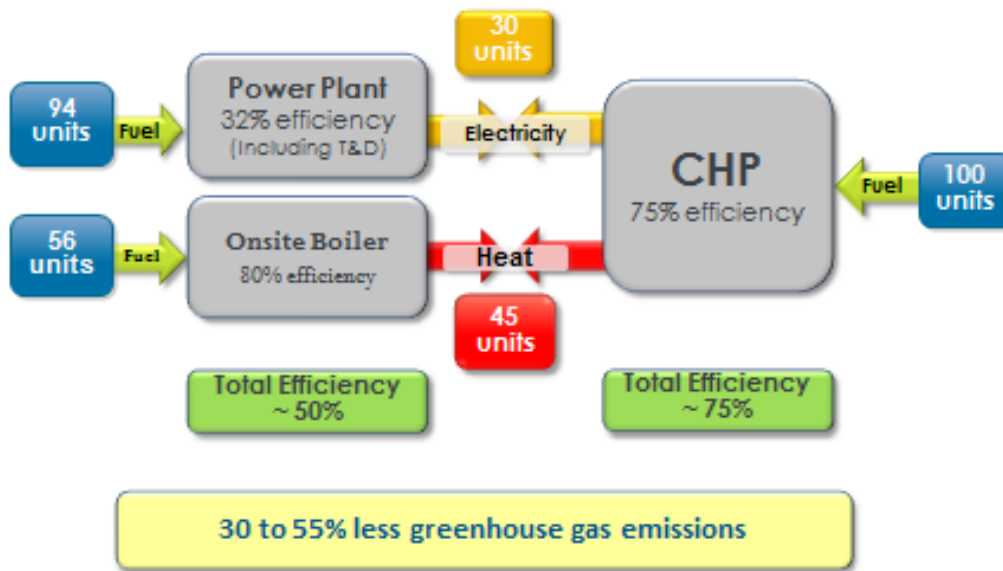 30
units
94
units
Fuel
Power Plant
32% efficiency
(Including T&D)
Electricity
CHP
75% efficiency
Fuel
100
units
56
units
Fuel
Onsite Boiler
80% efficiency
Heat
45
units
Total Efficiency
~ 50%
Total Efficiency
~ 75%
30 to 55% less greenhouse gas emissions